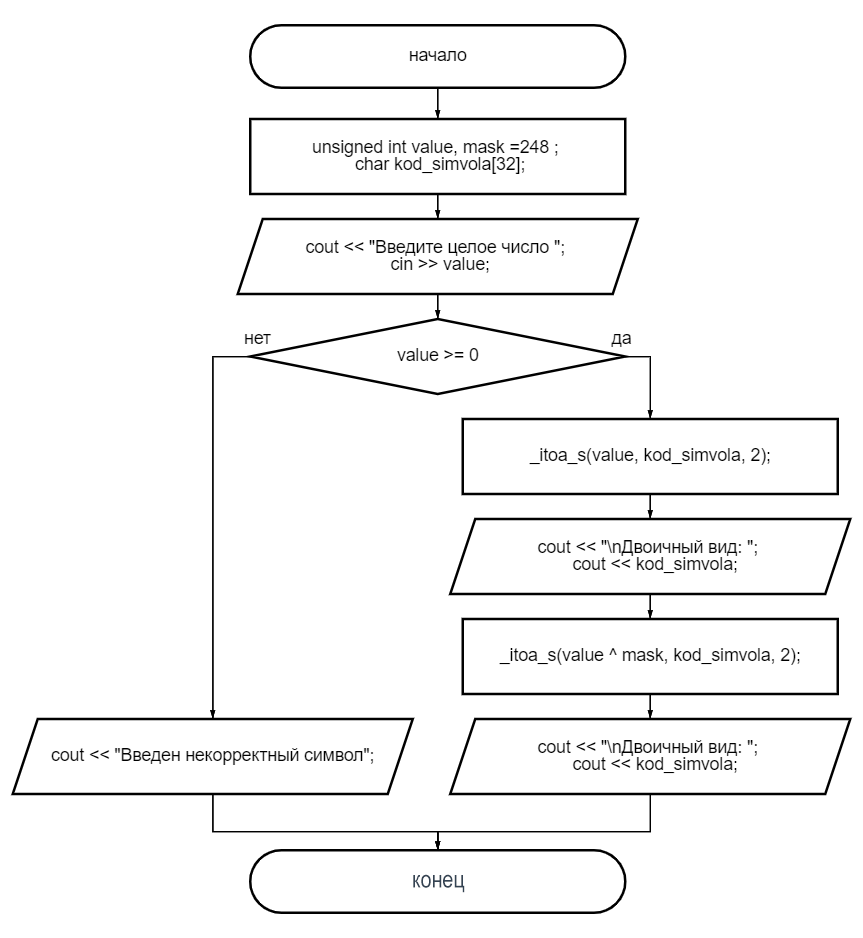 начало
unsigned int value, mask =248 ;
char kod_simvola[32];
cout << "Введите целое число ";
cin >> value;
нет
value >= 0
да
_itoa_s(value, kod_simvola, 2);
cout << "\nДвоичный вид: ";
cout << kod_simvola;
_itoa_s(value ^ mask, kod_simvola, 2);
cout << "Введен некорректный символ";
cout << "\nДвоичный вид: ";
cout << kod_simvola;
конец